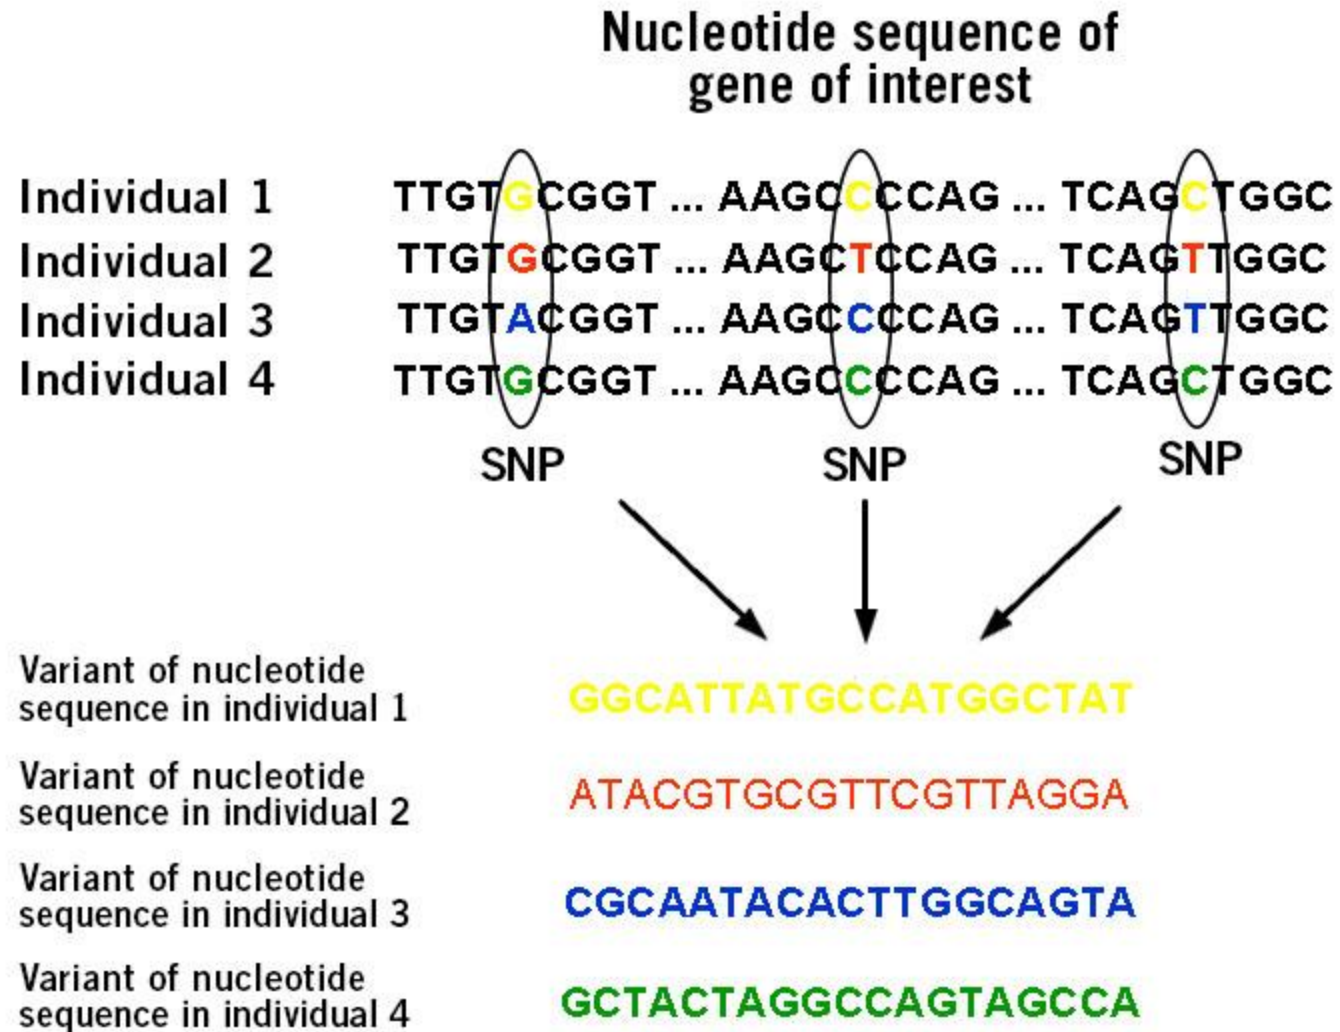 Nucleotide sequence of
gene of interest
Individual 1 TTGTGCGGT ... AAGCCCCAG ... TCAGCTGGC
Individual 2 TTGTGCGGT ... AAGCTCCAG ... TCAGTTGGC
Individual 3 TTGTACGGT ... AAGCCCCAG ... TCAGTTGGC
Individual 4 TTGTGCGGT ... AAGCCCCAG ... TCAGCTGGC
SNP SNP SNP
Variant of nucleotide
sequence in individual 1 GGCATTATGCCATGGCTAT
Variant of nucleotide
sequence in individual 2 ATACGTGCGTTCGTTAGGA
Variant of nucleotide
sequence in individual 3 CGCAATACACTTGGCAGTA
Variant of nucleotide
sequence in individual 4 GCTACTAGGCCAGTAGCCA